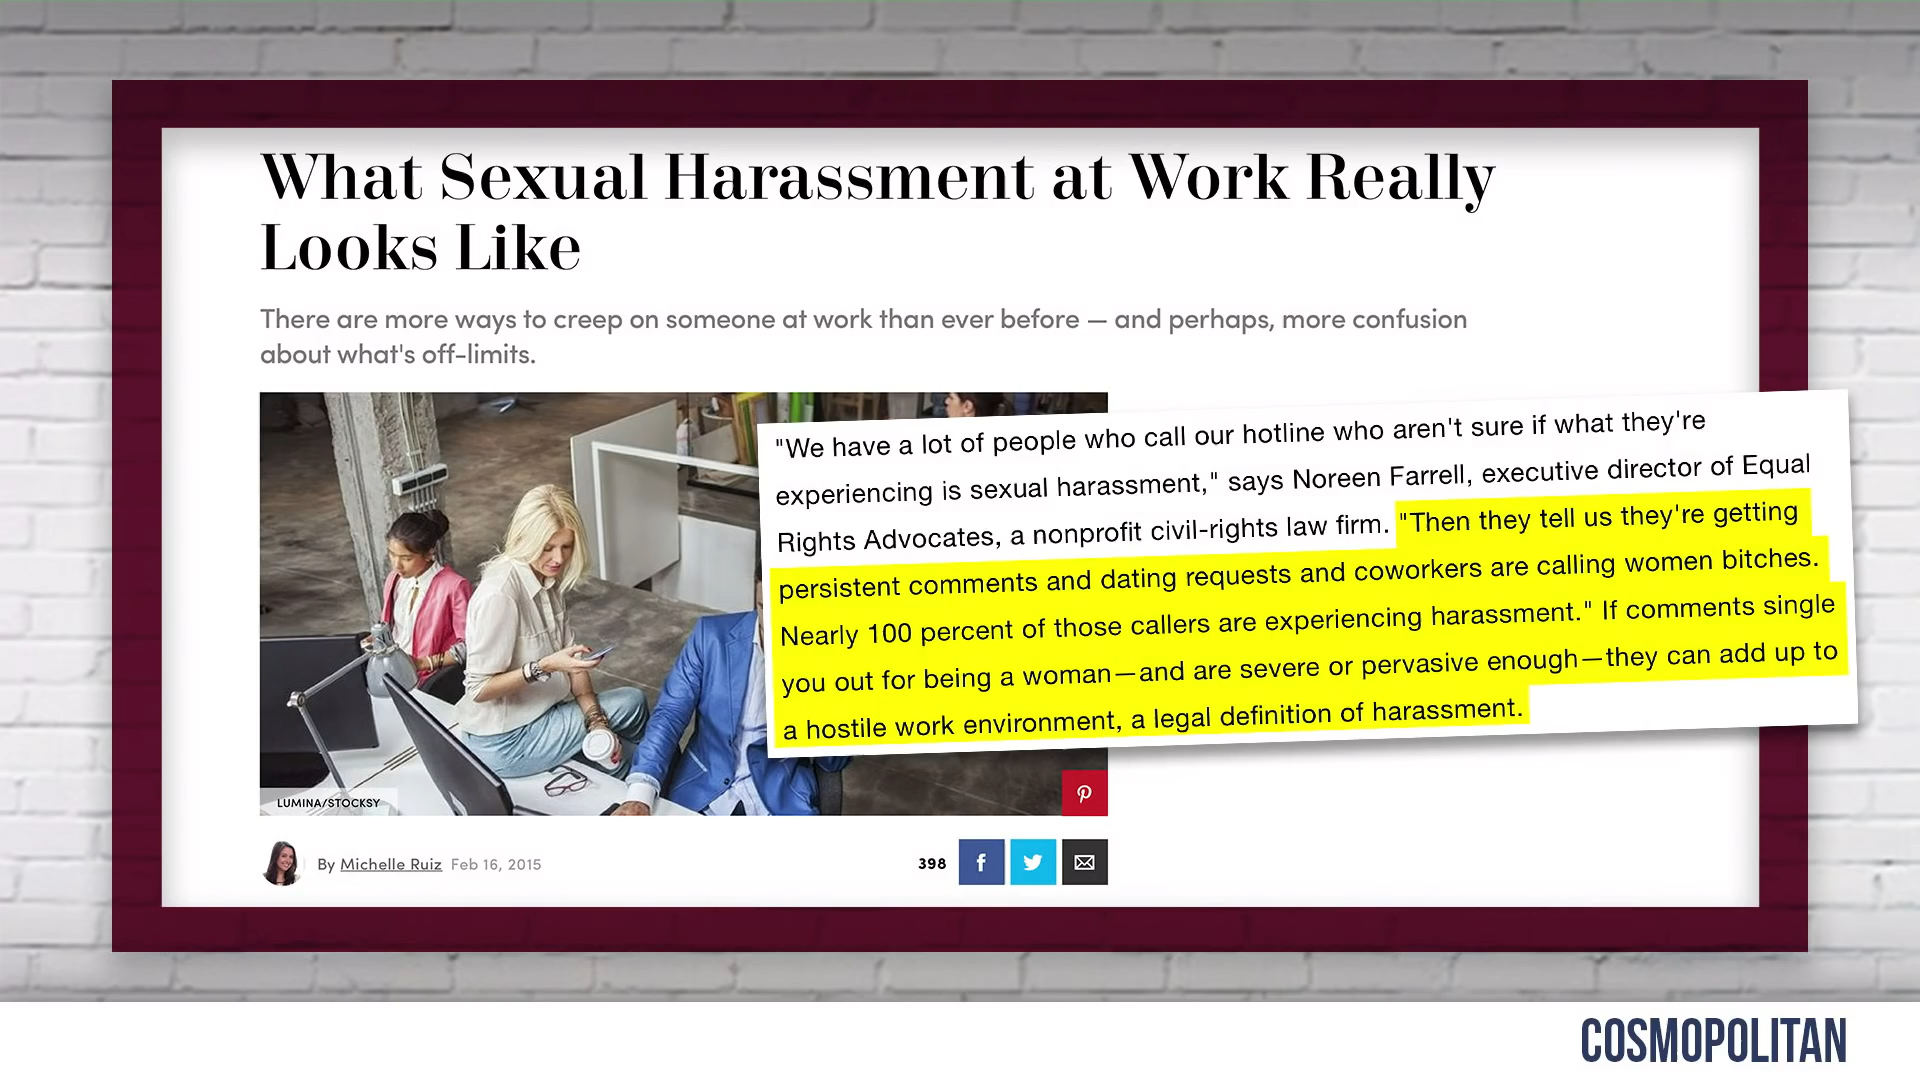 What Sexual Harassment at Work Really
Looks Like
There are more ways to creep on someone at work than ever before — and perhaps, more confusion
about what's off-limits.
"We have a lot of people who call our hotline who aren't sure if what they're
experiencing is sexual harassment," says Noreen Farrell, executive director of Equal
Rights Advocates, a nonprofit civil-rights law firm. "Then they tell us they're getting
persistent comments and dating requests and coworkers are calling women bitches.
Nearly 100 percent of those callers are experiencing harassment." If comments single
you out for being a woman—and are severe or pervasive enough—they can add up to
a hostile work environment, a legal definition of harassment.
LUMINA/STOCKSY
By Michelle Ruiz Feb 16, 2015
398
COSMOPOLITAN